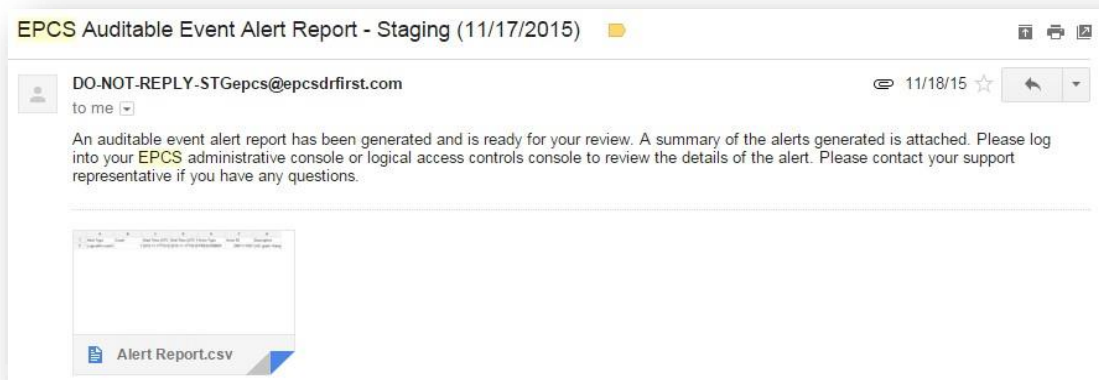 EPCS Auditable Event Alert Report - Staging (11/17/2015)
DO-NOT-REPLY-STGepcs@epcsdrfirst.com
11/18/15
to me
An auditable event alert report has been generated and is ready for your review. A summary of the alerts generated is attached. Please log
into your EPCS administrative console or logical access controls console to review the details of the alert. Please contact your support
representative if you have any questions.
Alert Report.csv